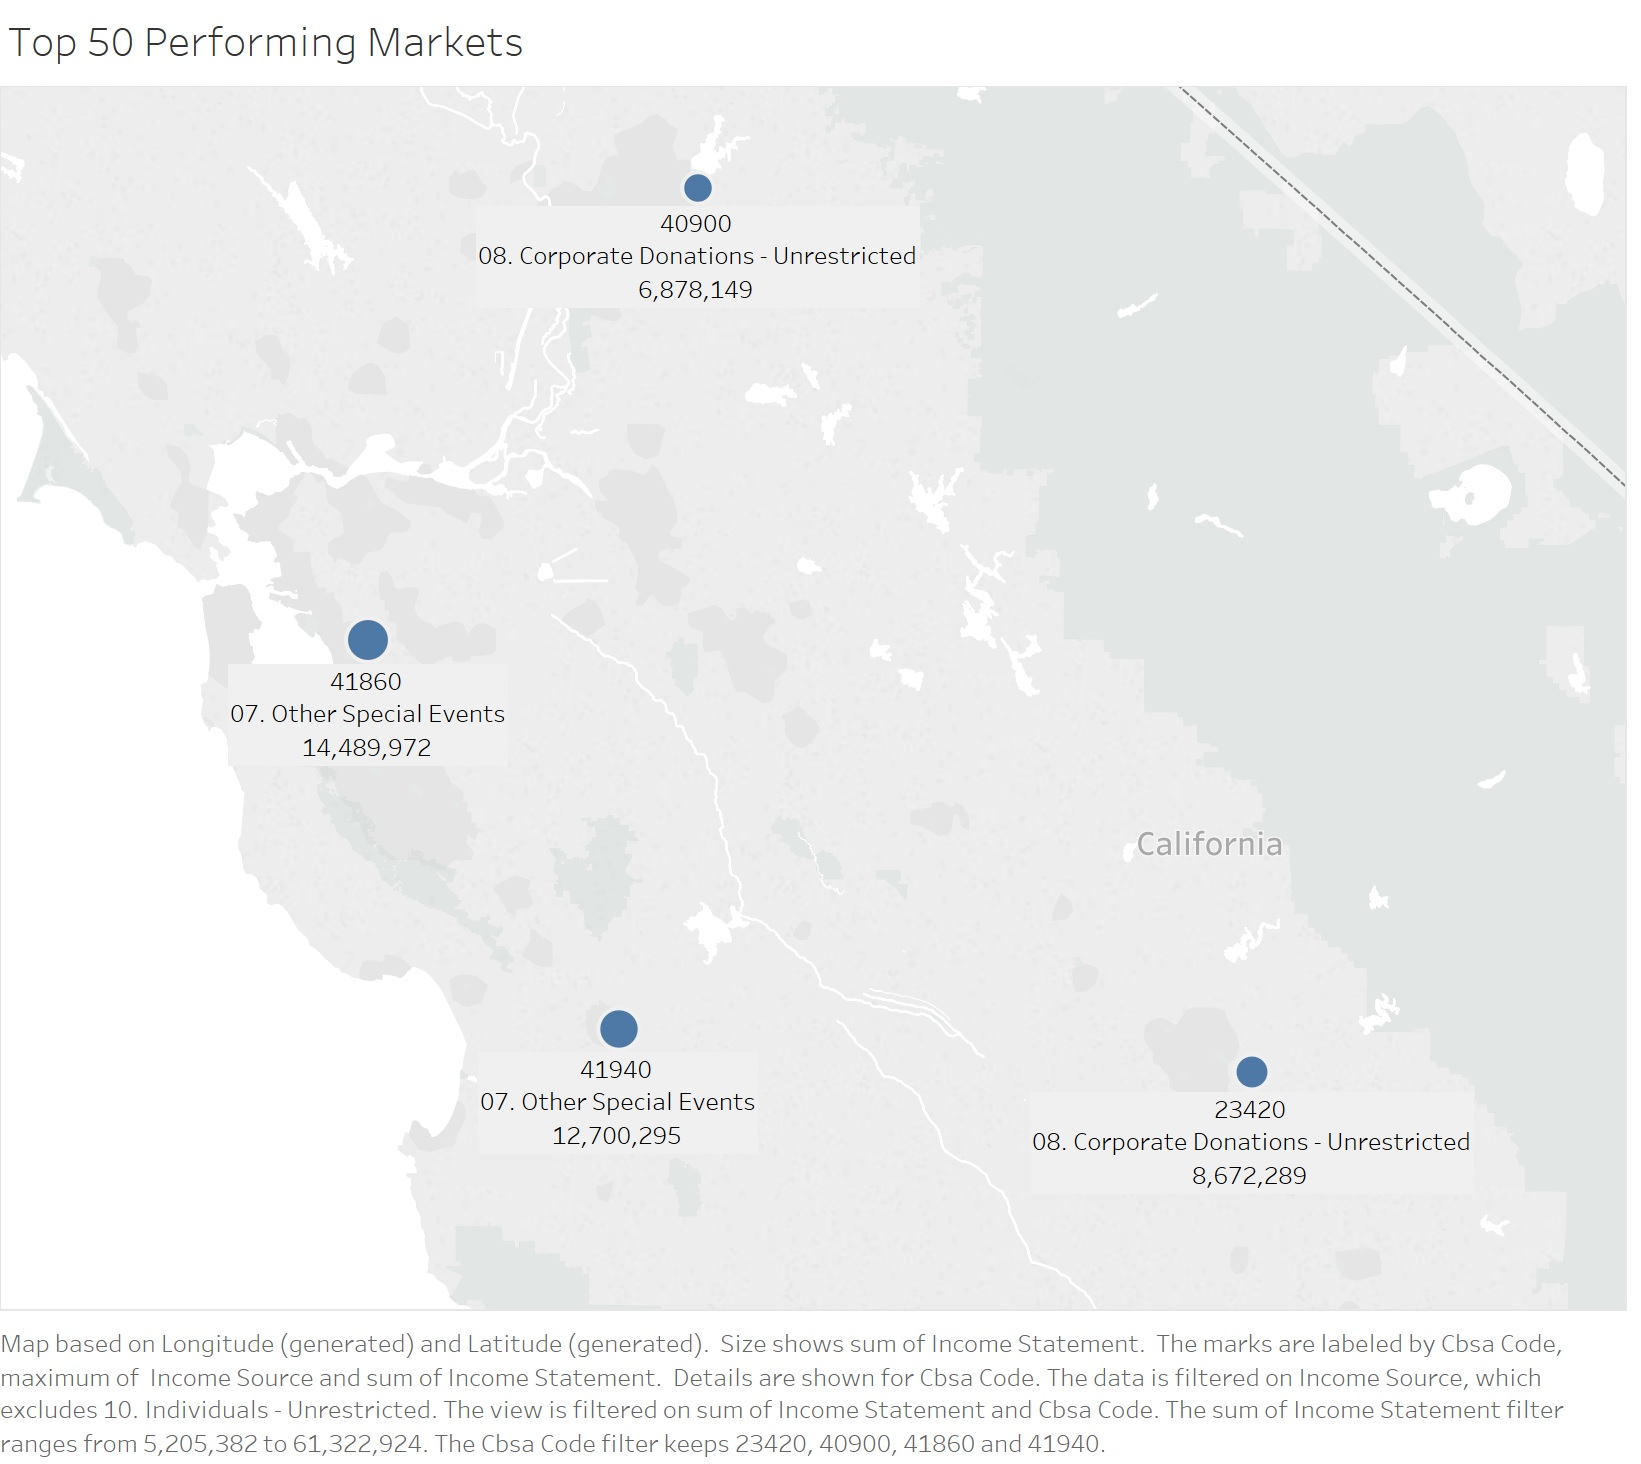 Top 50 Performing Markets
40900
08. Corporate Donations - Unrestricted
6,878,149
41860
07. Other Special Events
14,489,972
California
41940
07. Other Special Events
12,700,295
23420
08. Corporate Donations - Unrestricted
8,672,289
Map based on Longitude (generated) and Latitude (generated).  Size shows sum of Income Statement.  The marks are labeled by Cbsa Code,
maximum of  Income Source and sum of Income Statement.  Details are shown for Cbsa Code. The data is filtered on Income Source, which
excludes 10. Individuals - Unrestricted. The view is filtered on sum of Income Statement and Cbsa Code. The sum of Income Statement filter
ranges from 5,205,382 to 61,322,924. The Cbsa Code filter keeps 23420, 40900, 41860 and 41940.